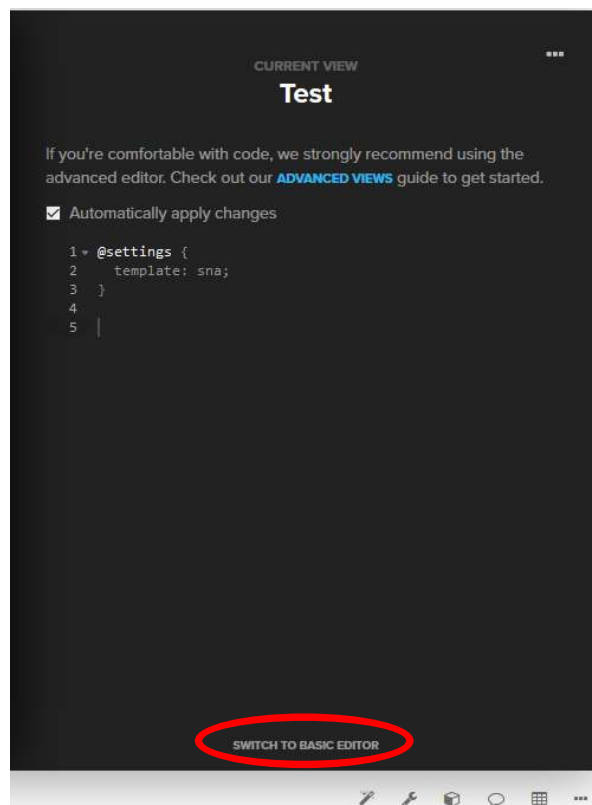 CURRENT VIEW
Test
If you're comfortable with code, we strongly recommend using the
advanced editor. Check out our ADVANCED VIEWS guide to get started.
Automatically apply changes
1 @settings {
2 template: sna;
3 }
4
5
SWITCH TO BASIC EDITOR